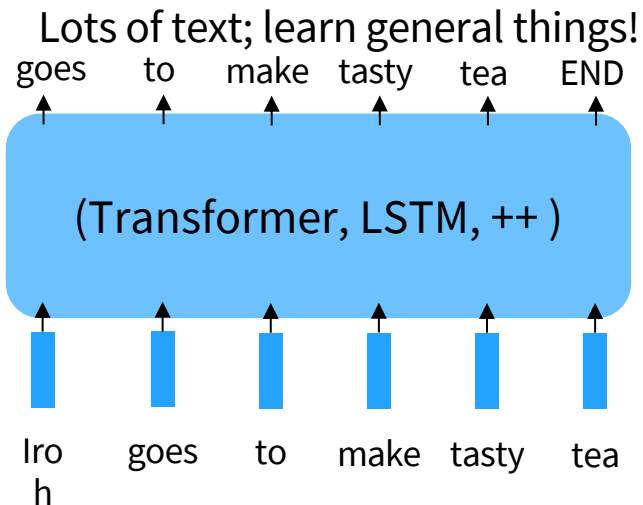 Lots of text; learn general things!
goes to make tasty tea END
(Transformer, LSTM, ++ )
Iro goes to make tasty tea
h